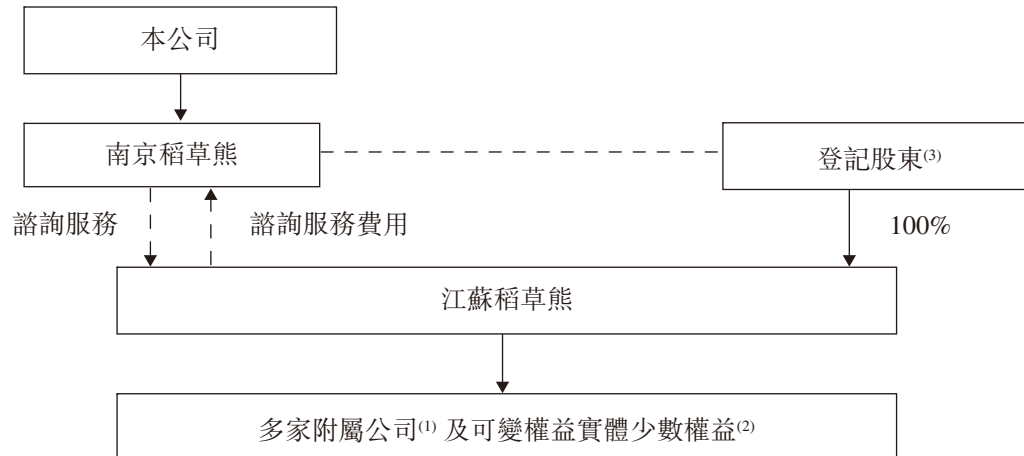 本公司
南京稻草熊
登記股東(3)
諮詢服務
諮詢服務費用
100%
江蘇稻草熊
多家附屬公司(1) 及可變權益實體少數權益(2)